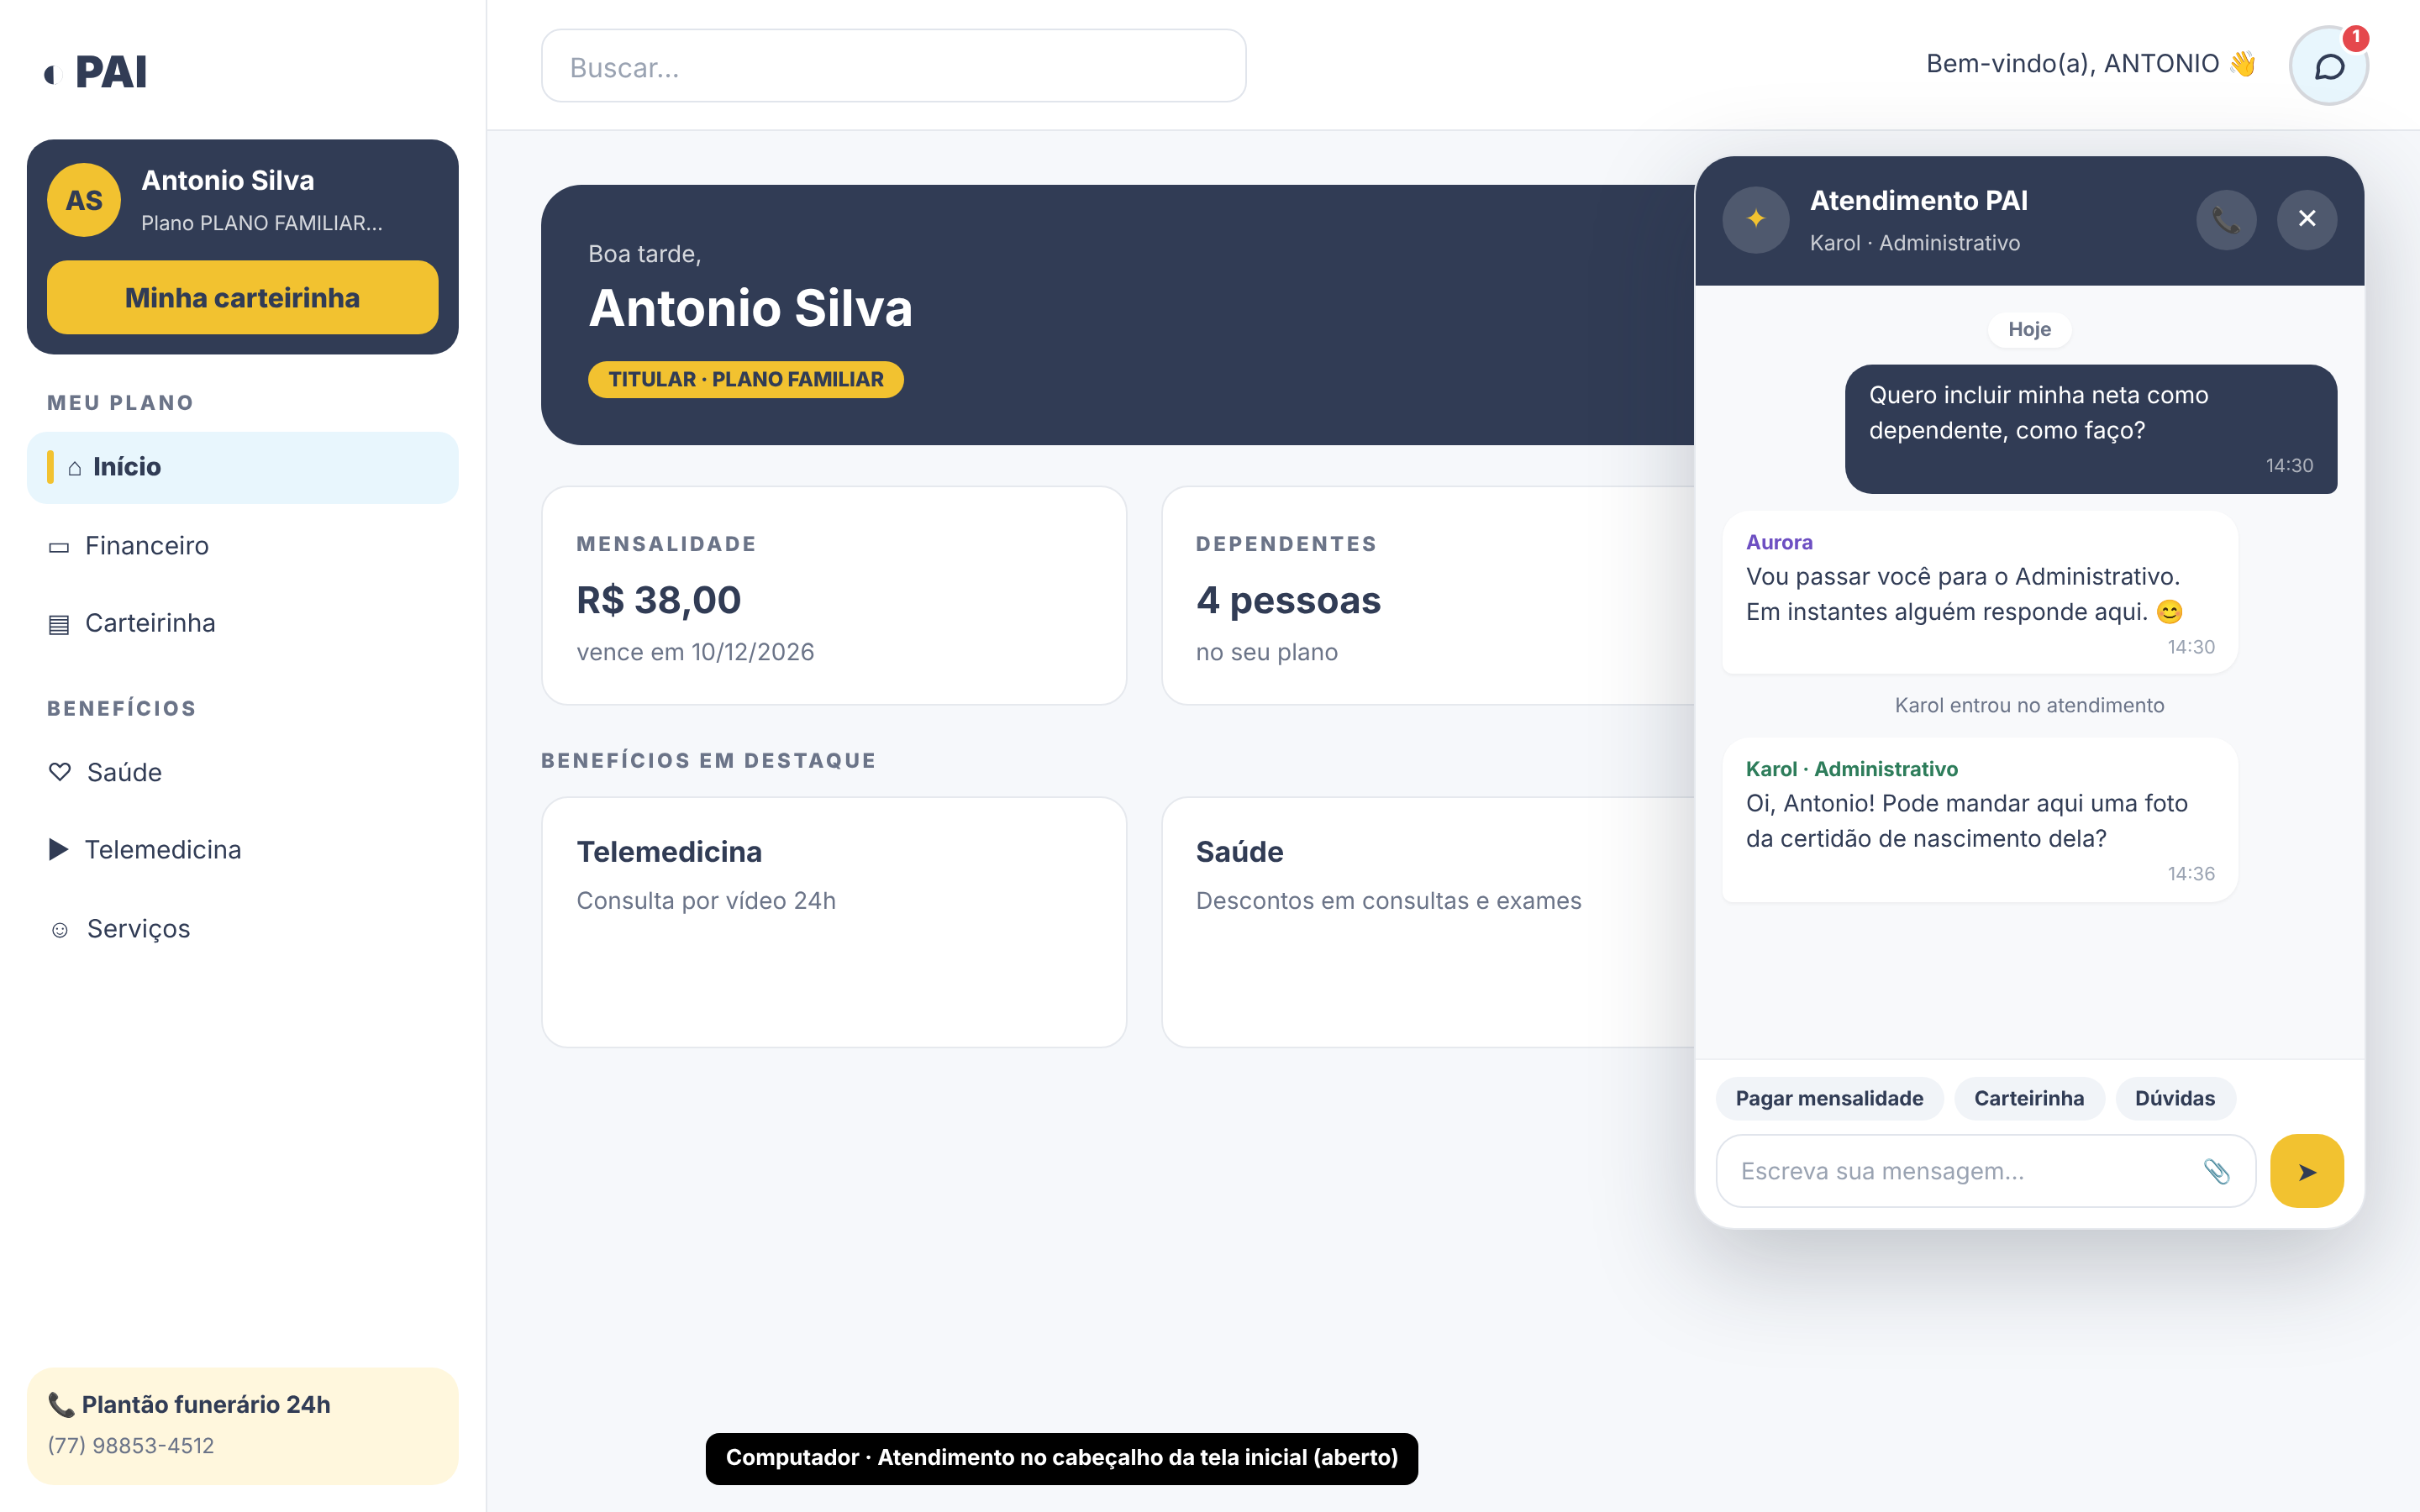 PAI
AS
Antonio Silva
Plano PLANO FAMILIAR...
Minha carteirinha
MEU PLANO
Início
Financeiro
Carteirinha
BENEFÍCIOS
Saúde
Telemedicina
Serviços
📞 Plantão funerário 24h
(77) 98853-4512
Buscar...
Bem-vindo(a), ANTONIO 👋
1
Boa tarde,
Antonio Silva
TITULAR · PLANO FAMILIAR
MENSALIDADE
R$ 38,00
vence em 10/12/2026
DEPENDENTES
4 pessoas
no seu plano
BENEFÍCIOS EM DESTAQUE
Telemedicina
Consulta por vídeo 24h
Saúde
Descontos em consultas e exames
Atendimento PAI
Karol · Administrativo
Hoje
Quero incluir minha neta como
dependente, como faço?
14:30
Aurora
Vou passar você para o Administrativo.
Em instantes alguém responde aqui. 😊
14:30
Karol entrou no atendimento
Karol · Administrativo
Oi, Antonio! Pode mandar aqui uma foto
da certidão de nascimento dela?
14:36
Pagar mensalidade
Carteirinha
Dúvidas
Escreva sua mensagem...
Computador · Atendimento no cabeçalho da tela inicial (aberto)